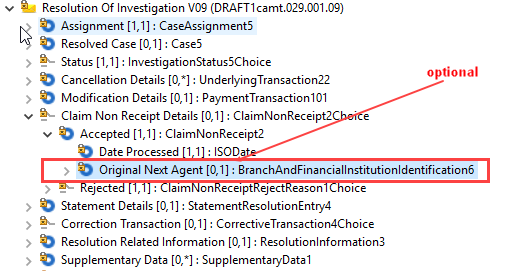 Resolution Of Investigation V09 (DRAFT1camt.029.001.09)
Assignment [1,1] : CaseAssignment5
Resolved Case [0,1] : Case5
Status [1,1] : InvestigationStatus5Choice
optional
Cancellation Details [0,*] : UnderlyingTransaction22
Modification Details [0,1] : PaymentTransaction101
Claim Non Receipt Details [0,1] : ClaimNonReceipt2Choice
Accepted [1,1] : ClaimNonReceipt2
Date Processed [1,1] : ISODate
Original Next Agent [0,1] : BranchAndFinancialInstitutionIdentification6
Rejected [1,1] : ClaimNonReceiptRejectReason1Choice
Statement Details [0,1] : StatementResolutionEntry4
Correction Transaction [0,1] : CorrectiveTransaction4Choice
Resolution Related Information [0,1] : ResolutionInformation3
Supplementary Data [0,*] : SupplementaryData1